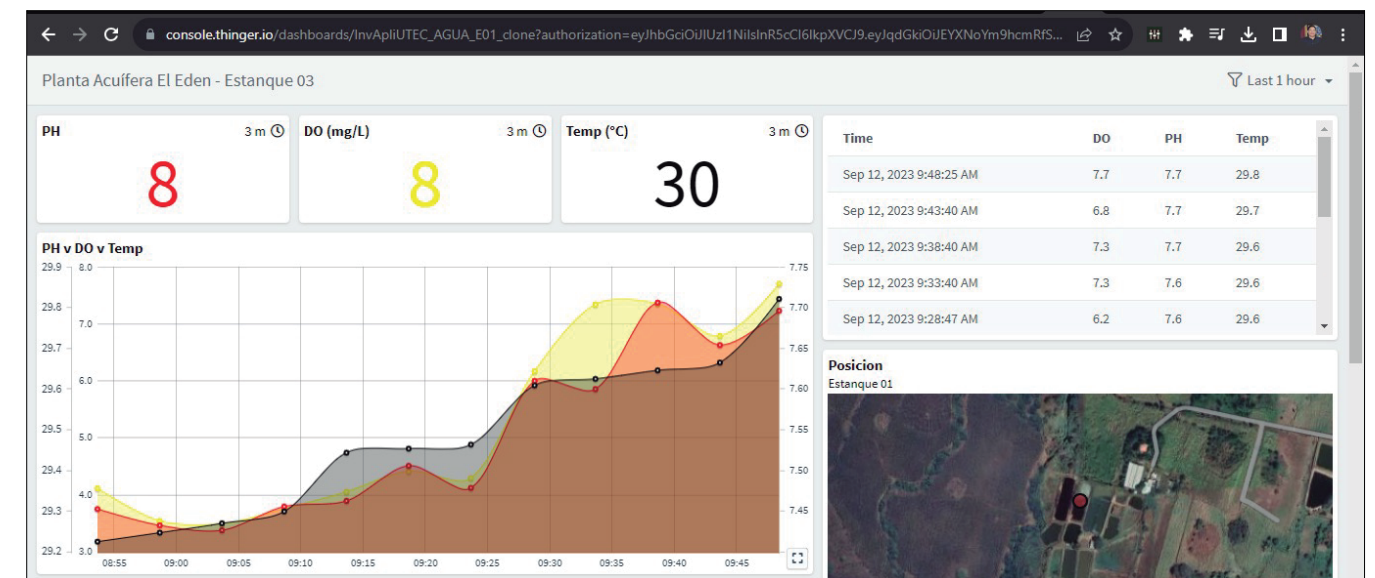 console.thinger.io/dashboards/InvApliUTEC_AGUA_E01_clone?authorization=eyJhbGciOiJIUzI1NiIsInR5cCI6IkpXVCJ9.eyJqdGkiOiJEYXNoYm9hcmRfS...
Planta Acuífera El Eden - Estanque 03
Last 1 hour
PH 3 m
8
DO (mg/L) 3 m
8
Temp (°C) 3 m
30
PH v DO v Temp
29.9 8.0 7.75
29.8 7.70
7.0
29.7 7.65
29.6 6.0 7.60
29.5 7.55
5.0
29.4 7.50
4.0
29.3 7.45
29.2 3.0
08:55 09:00 09:05 09:10 09:15 09:20 09:25 09:30 09:35 09:40 09:45
Time DO PH Temp
Sep 12, 2023 9:48:25 AM 7.7 7.7 29.8
Sep 12, 2023 9:43:40 AM 6.8 7.7 29.7
Sep 12, 2023 9:38:40 AM 7.3 7.7 29.6
Sep 12, 2023 9:33:40 AM 7.3 7.6 29.6
Sep 12, 2023 9:28:47 AM 6.2 7.6 29.6
Posicion
Estanque 01